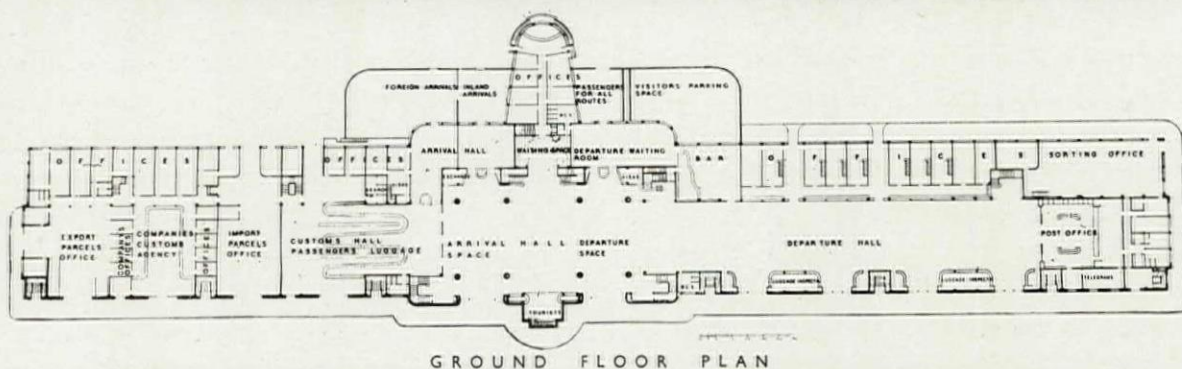 OFFICES
FOREIGN ARRIVALS
INLAND
ARRIVALS
PASSENGERS
FOR ALL
ROUTES
VISITORS PARKING
SPACE
W.C.
OFFICES
OFFICES
ARRIVAL HALL
WAITING SPACE
DEPARTURE WAITING
ROOM
BAR
OFFICES
SORTING OFFICE
EXPORT
PARCELS
OFFICE
COMPANIES
OFFICES
COMPANIES
CUSTOMS
AGENCY
OFFICES
IMPORT
PARCELS
OFFICE
CUSTOMS HALL
PASSENGERS LUGGAGE
ARRIVAL
SPACE
HALL
DEPARTURE
SPACE
DEPARTURE HALL
POST OFFICE
TELEGRAMS
TOURISTS
GROUND FLOOR PLAN